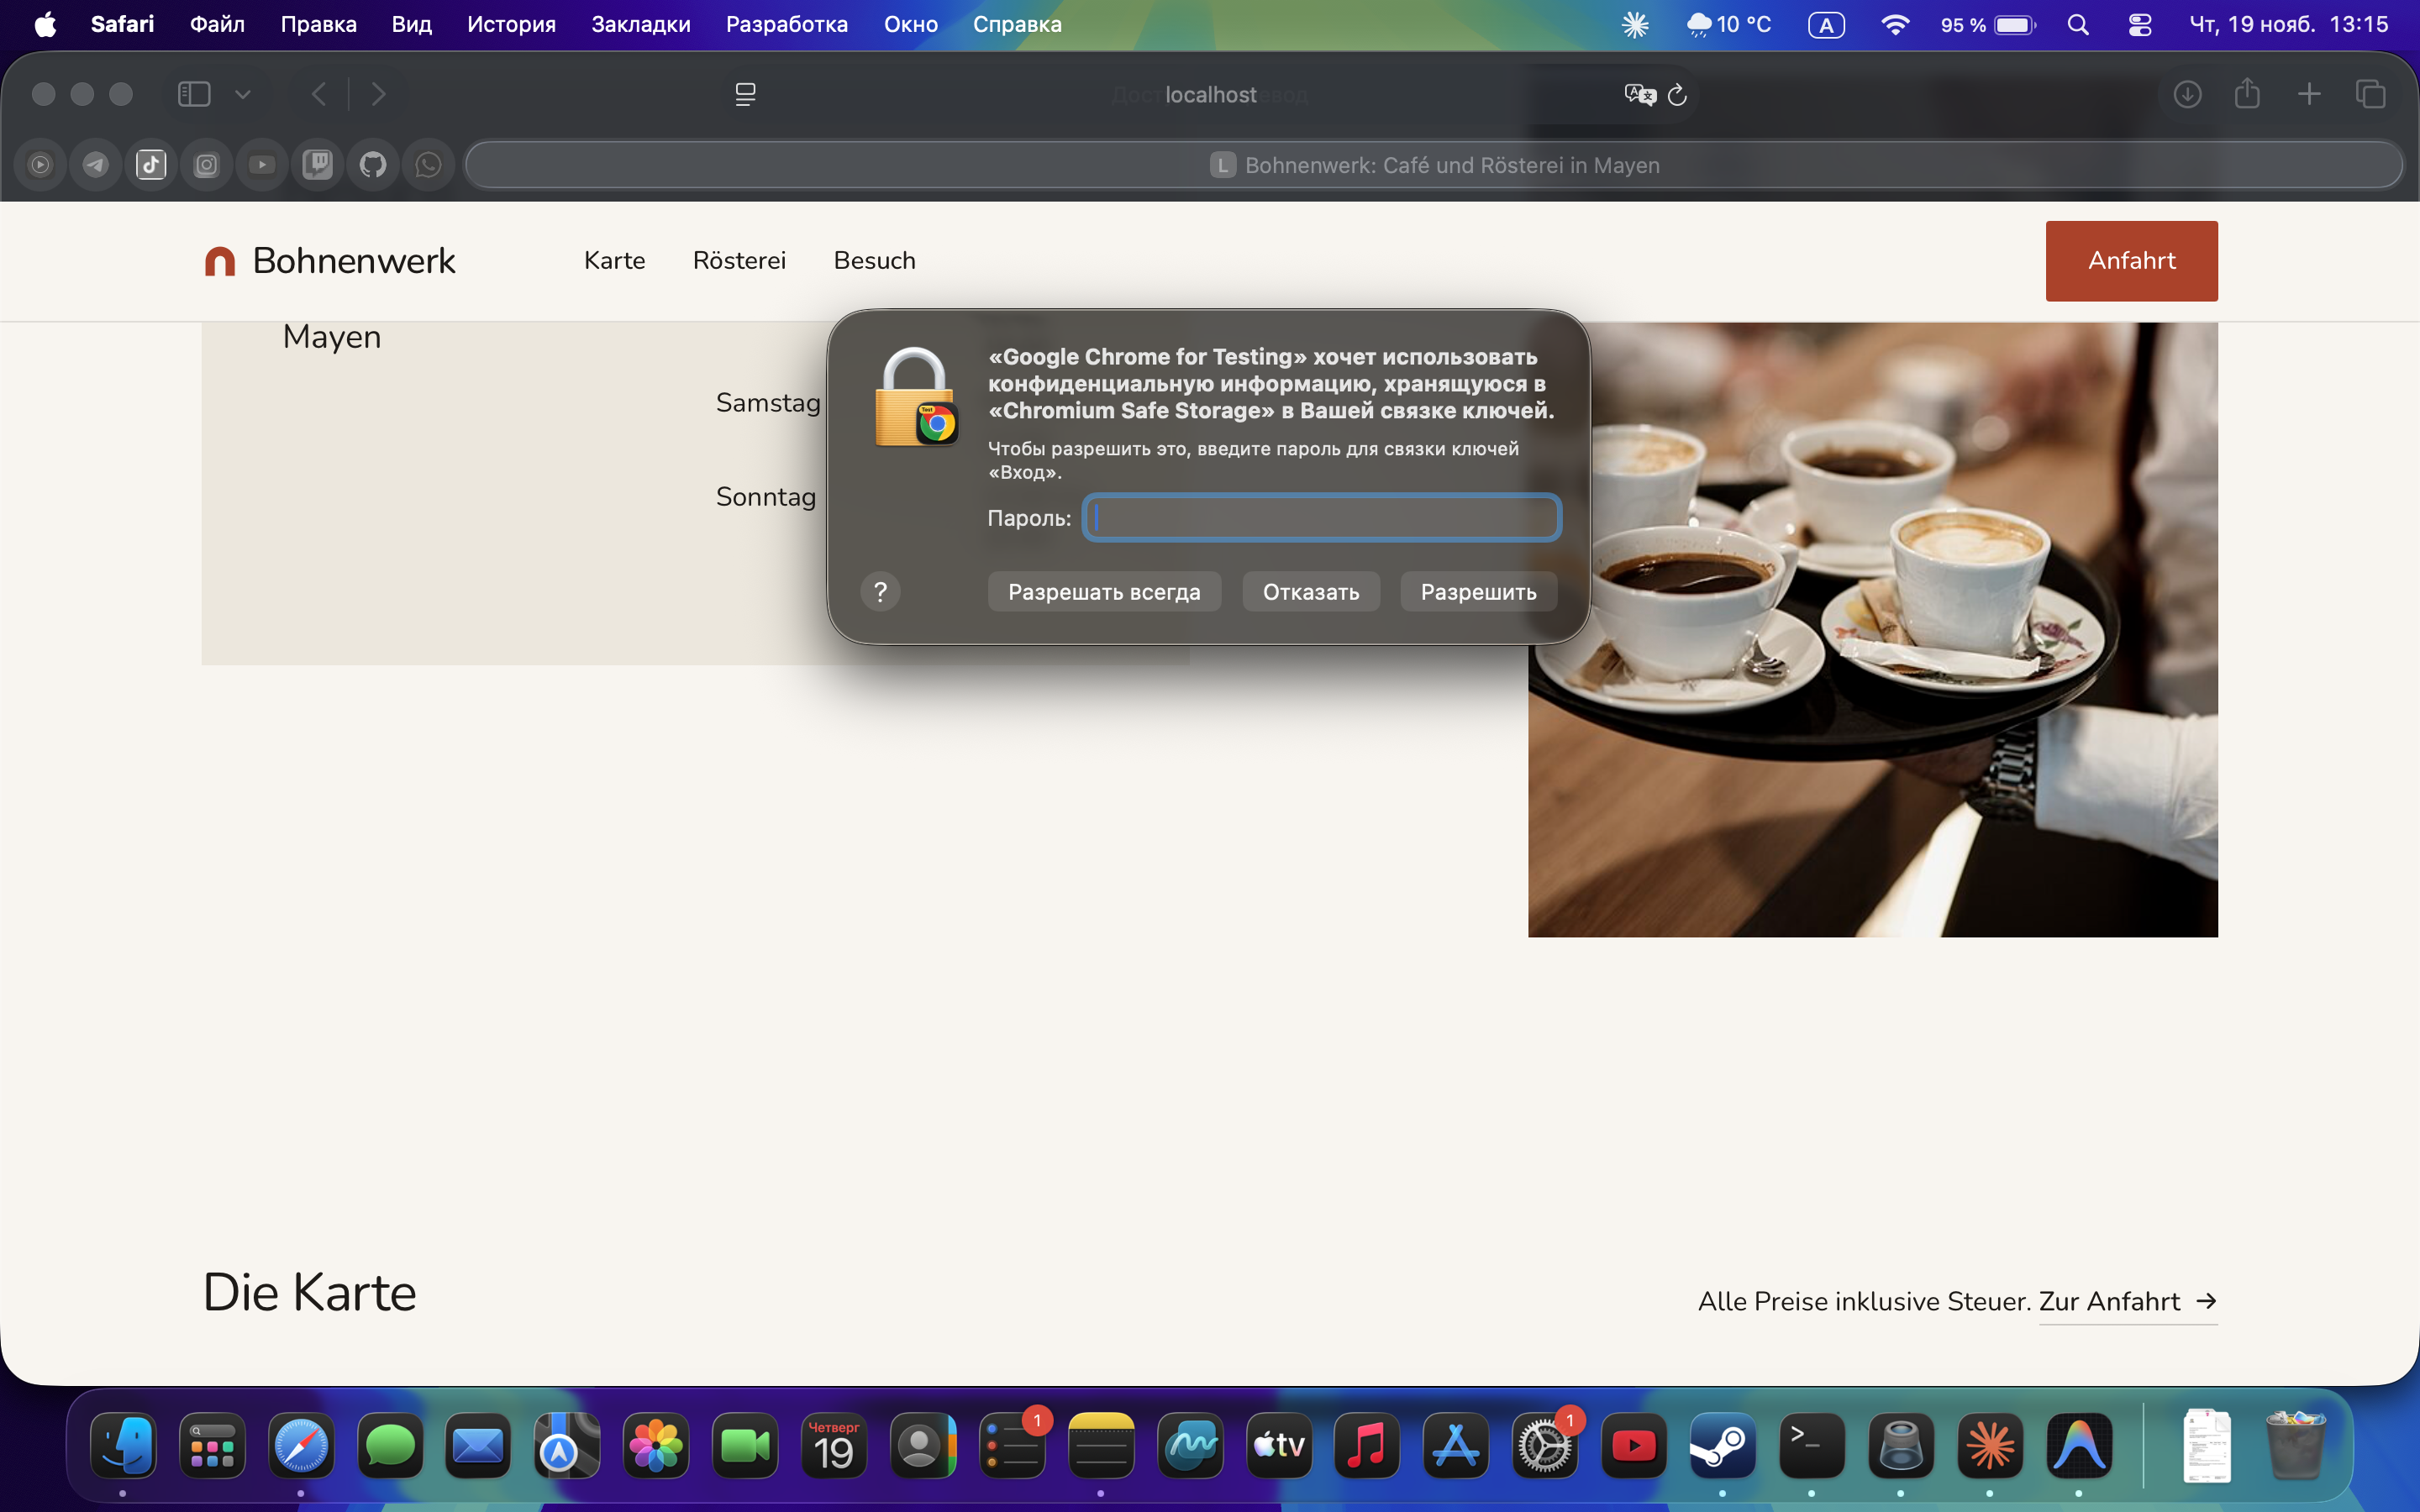 Safari Файл Правка Вид История Закладки Разработка Окно Справка 10 °C A 95 % Чт, 19 нояб. 13:15
localhost
L Bohnenwerk: Café und Rösterei in Mayen
Bohnenwerk Karte Rösterei Besuch Anfahrt
Mayen
Samstag
Sonntag
«Google Chrome for Testing» хочет использовать
конфиденциальную информацию, хранящуюся в
«Chromium Safe Storage» в Вашей связке ключей.
Чтобы разрешить это, введите пароль для связки ключей
«Вход».
Пароль:
? Разрешать всегда Отказать Разрешить
Die Karte
Alle Preise inklusive Steuer. Zur Anfahrt →
Четверг
19
1
tv
1